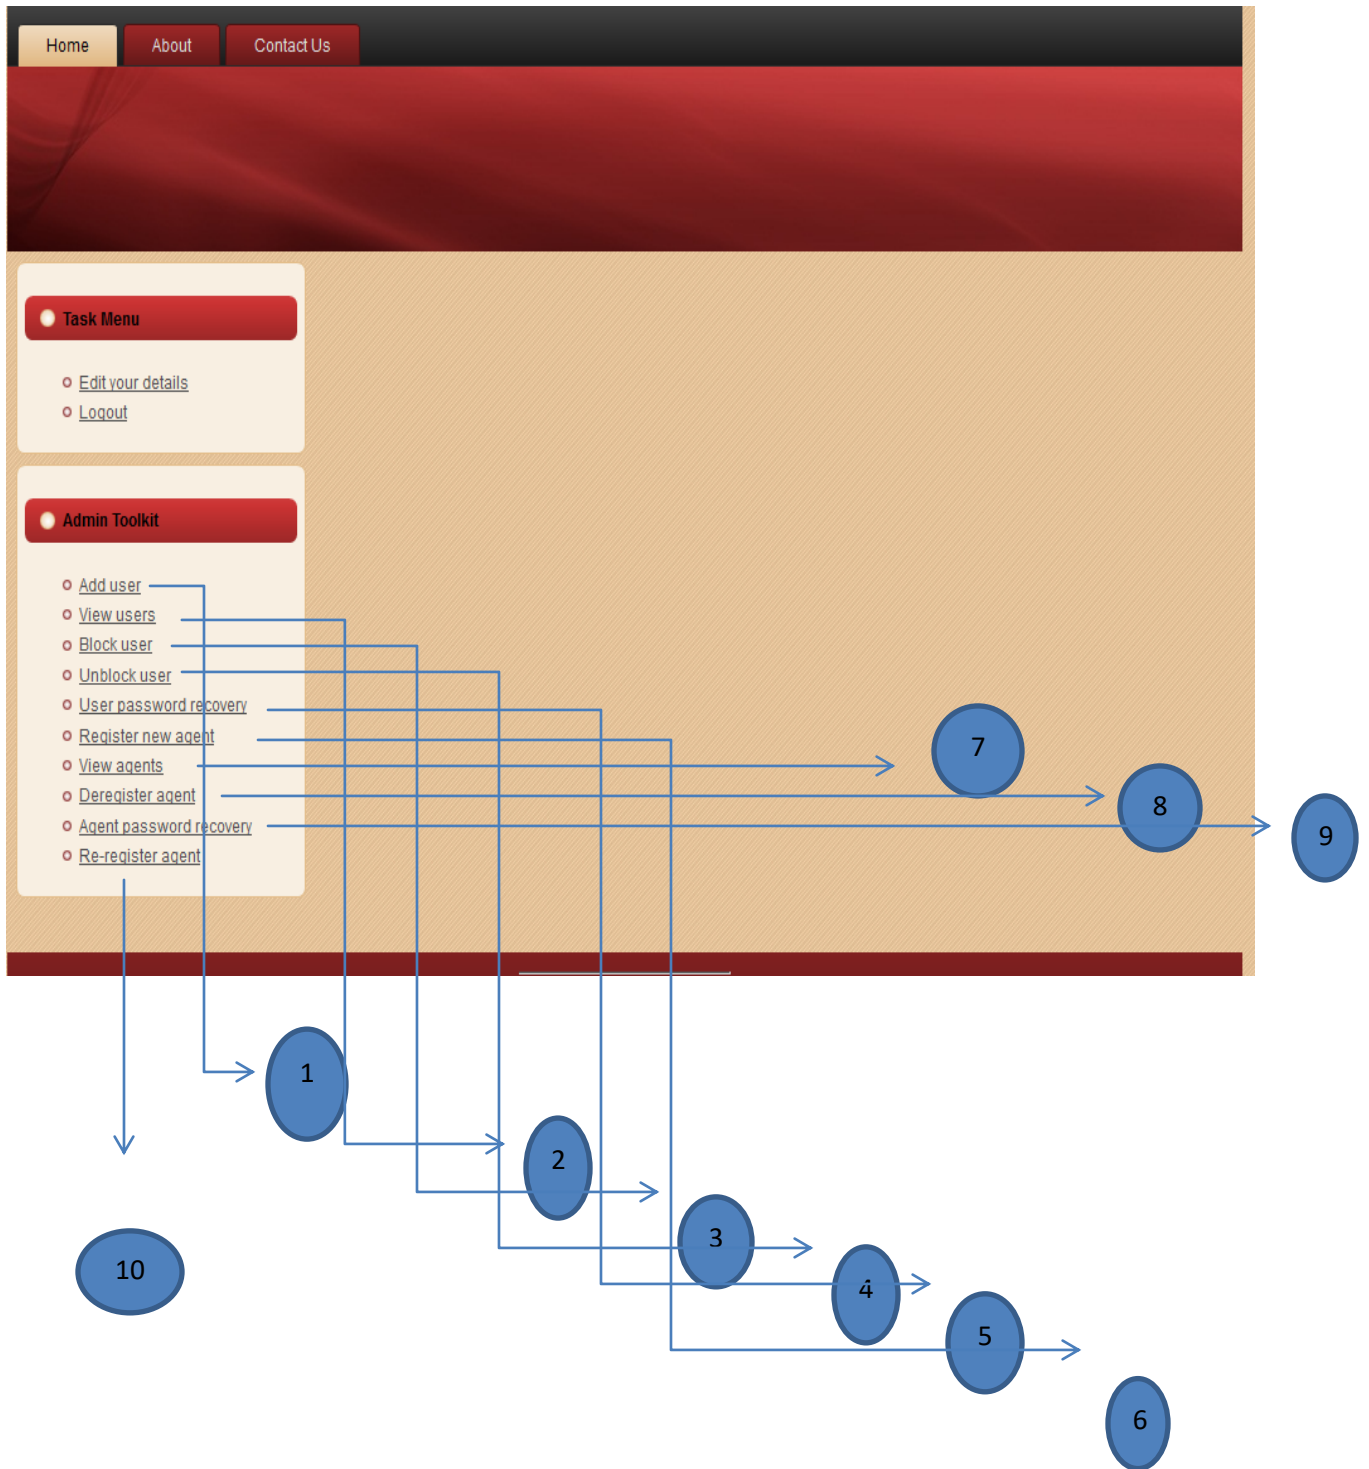 Home About Contact Us
Task Menu
Edit your details
Logout
Admin Toolkit
Add user
View users
Block user
Unblock user
User password recovery
Register new agent
View agents
Deregister agent
Agent password recovery
Re-register agent
7
8
9
1
2
3
4
5
6
10